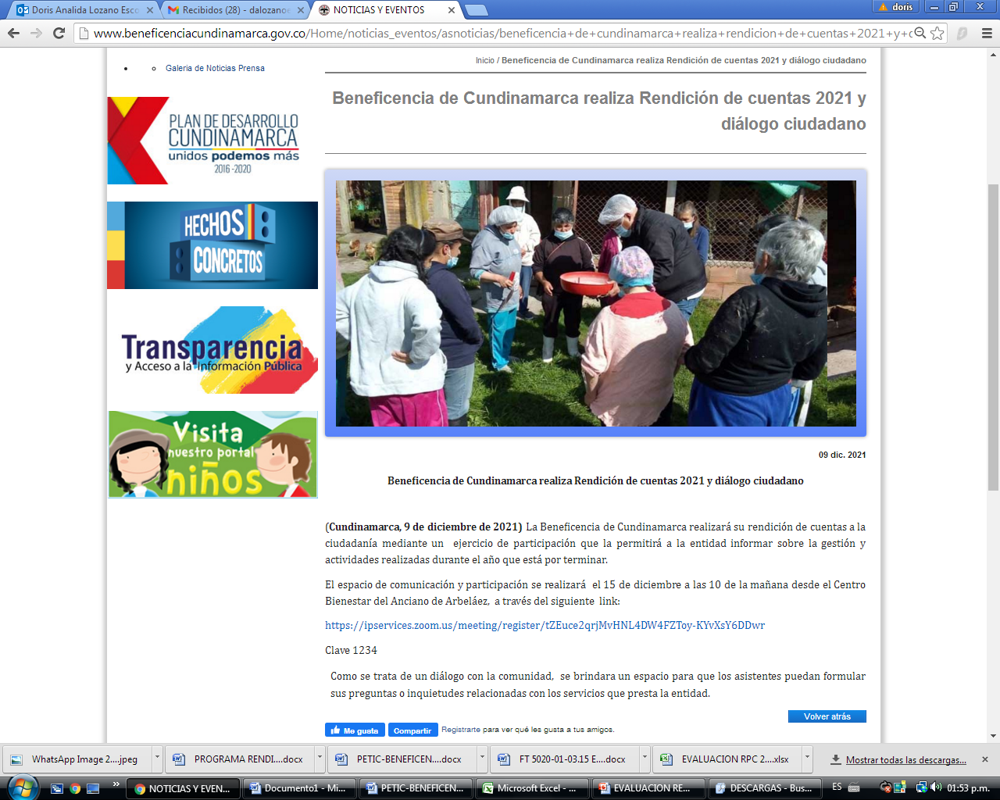 Doris Analida Lozano Esco
Recibidos (28) - dalozano
NOTICIAS Y EVENTOS
doris
www.beneficenciacundinamarca.gov.co/Home/noticias_eventos/asnoticias/beneficencia+de+cundinamarca+realiza+rendicion+de+cuentas+2021+y+c
Galeria de Noticias Prensa
PLAN DE DESARROLLO
CUNDINAMARCA
unidos podemos más
2016 -2020
HECHOS
CONCRETOS
Transparencia
y Acceso a la Información Pública
Visita
nuestro portal
niños
Inicio / Beneficencia de Cundinamarca realiza Rendición de cuentas 2021 y diálogo ciudadano
Beneficencia de Cundinamarca realiza Rendición de cuentas 2021 y
diálogo ciudadano
09 dic. 2021
Beneficencia de Cundinamarca realiza Rendición de cuentas 2021 y diálogo ciudadano
(Cundinamarca, 9 de diciembre de 2021) La Beneficencia de Cundinamarca realizará su rendición de cuentas a la
ciudadanía mediante un ejercicio de participación que la permitirá a la entidad informar sobre la gestión y
actividades realizadas durante el año que está por terminar.
El espacio de comunicación y participación se realizará el 15 de diciembre a las 10 de la mañana desde el Centro
Bienestar del Anciano de Arbeláez, a través del siguiente link:
https://ipservices.zoom.us/meeting/register/tZEuce2qrjMvHNL4DW4FZToy-KYvXsY6DDwr
Clave 1234
Como se trata de un diálogo con la comunidad, se brindara un espacio para que los asistentes puedan formular
sus preguntas o inquietudes relacionadas con los servicios que presta la entidad.
Volver atrás
Me gusta
Compartir
Registrarte para ver qué les gusta a tus amigos.
WhatsApp Image 2....jpeg
PROGRAMA RENDI....docx
PETIC-BENEFICEN....docx
FT 5020-01-03.15 E....docx
EVALUACION RPC 2....xlsx
Mostrar todas las descargas...
NOTICIAS Y EVEN...
Documento1 - Mi...
PETIC-BENEFICEN...
Microsoft Excel - ...
EVALUACION RE...
DESCARGAS - Bus...
ES
01:53 p.m.